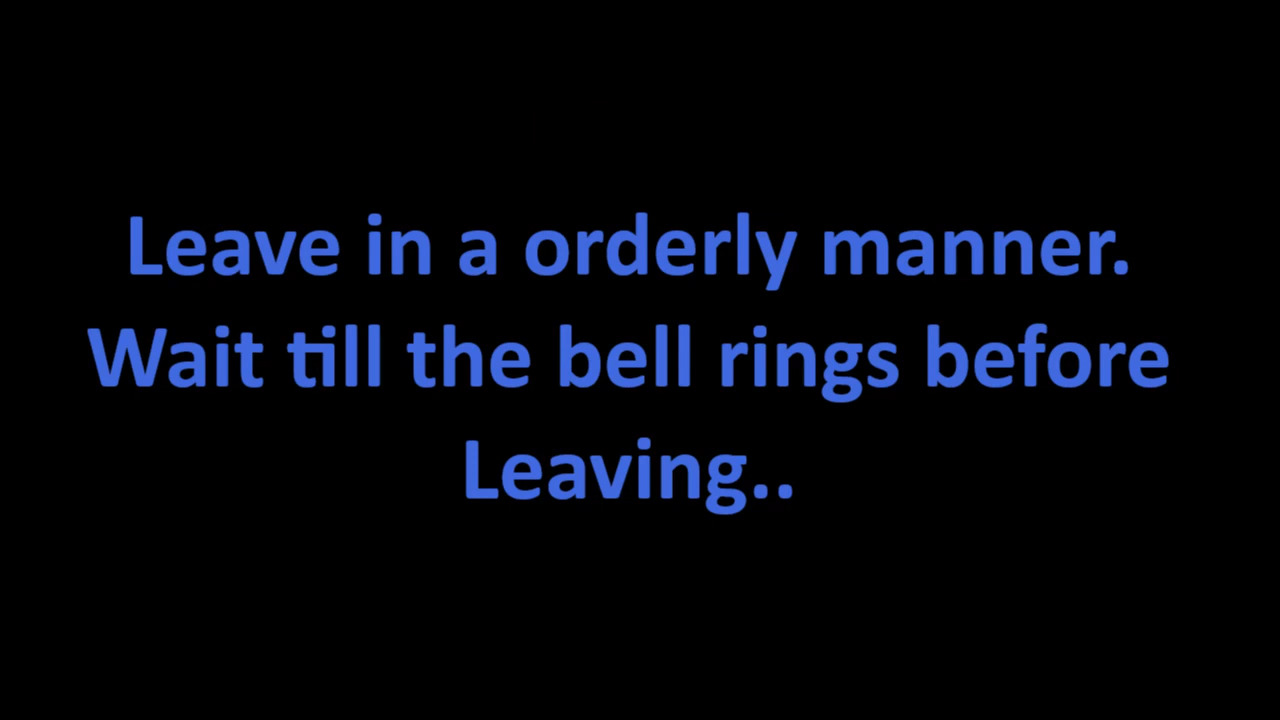 Leave in a orderly manner.
Wait till the bell rings before
Leaving..